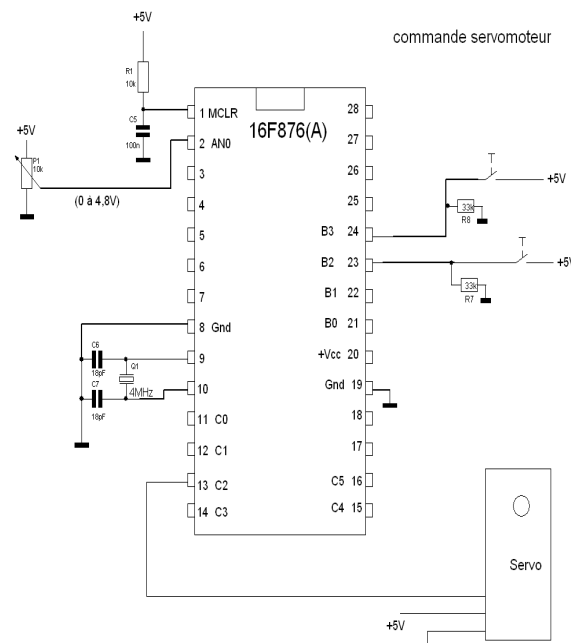 commande servomoteur
+5V
R1
10k
C5
100n
+5V
P1
10k
(0 à 4,8V)
16F876(A)
1 MCLR
2 AN0
3
4
5
6
7
8 Gnd
9
10
11 C0
12 C1
13 C2
14 C3
28
27
26
25
B3 24
B2 23
B1 22
B0 21
+Vcc 20
Gnd 19
18
17
C5 16
C4 15
+5V
33k
R8
+5V
33k
R7
C6
18pF
Q1
4MHz
C7
18pF
Servo
+5V